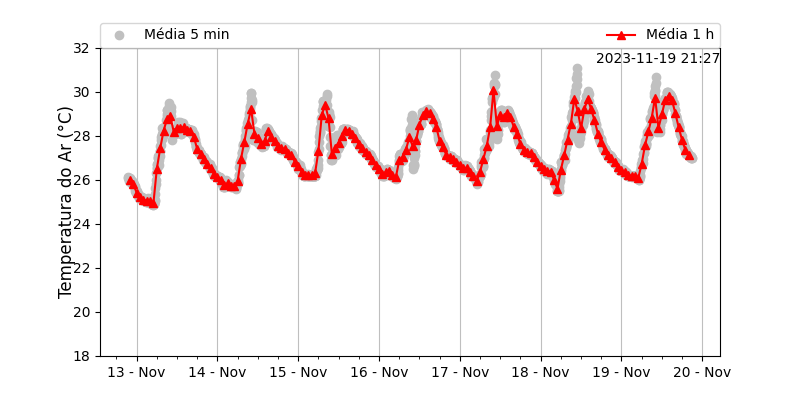 Média 5 min
Média 1 h
2023-11-19 21:27
Temperatura do Ar (°C)
32
30
28
26
24
22
20
18
13 - Nov
14 - Nov
15 - Nov
16 - Nov
17 - Nov
18 - Nov
19 - Nov
20 - Nov